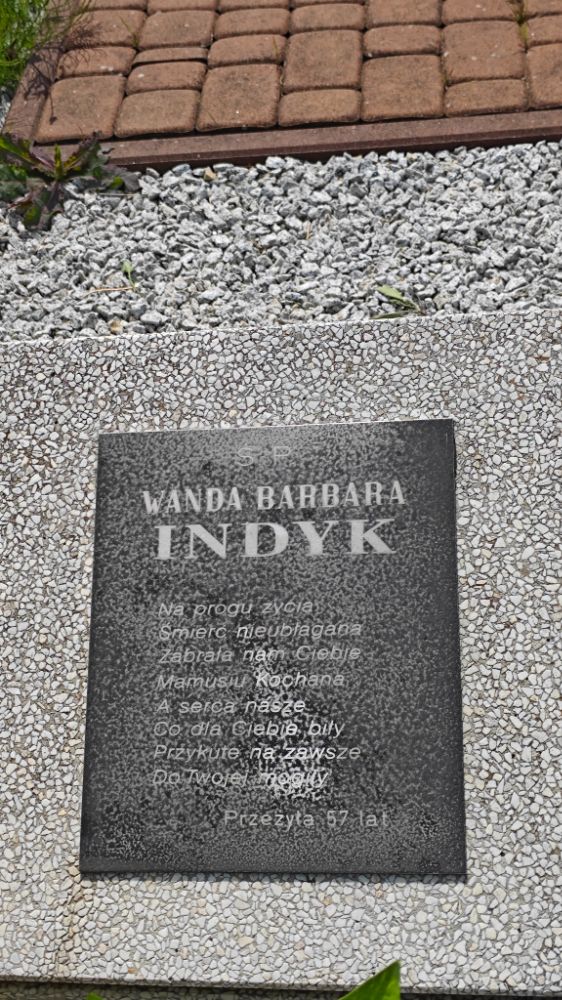 Ś P
WANDA BARBARA
INDYK
Na progu życia
Śmierć nieubłagana
Zabrała nam Ciebie
Mamusiu Kochana
A serca nasze
Co dla Ciebie biły
Przykute na zawsze
Do Twojej mogiły
Przeżyła 57 lat